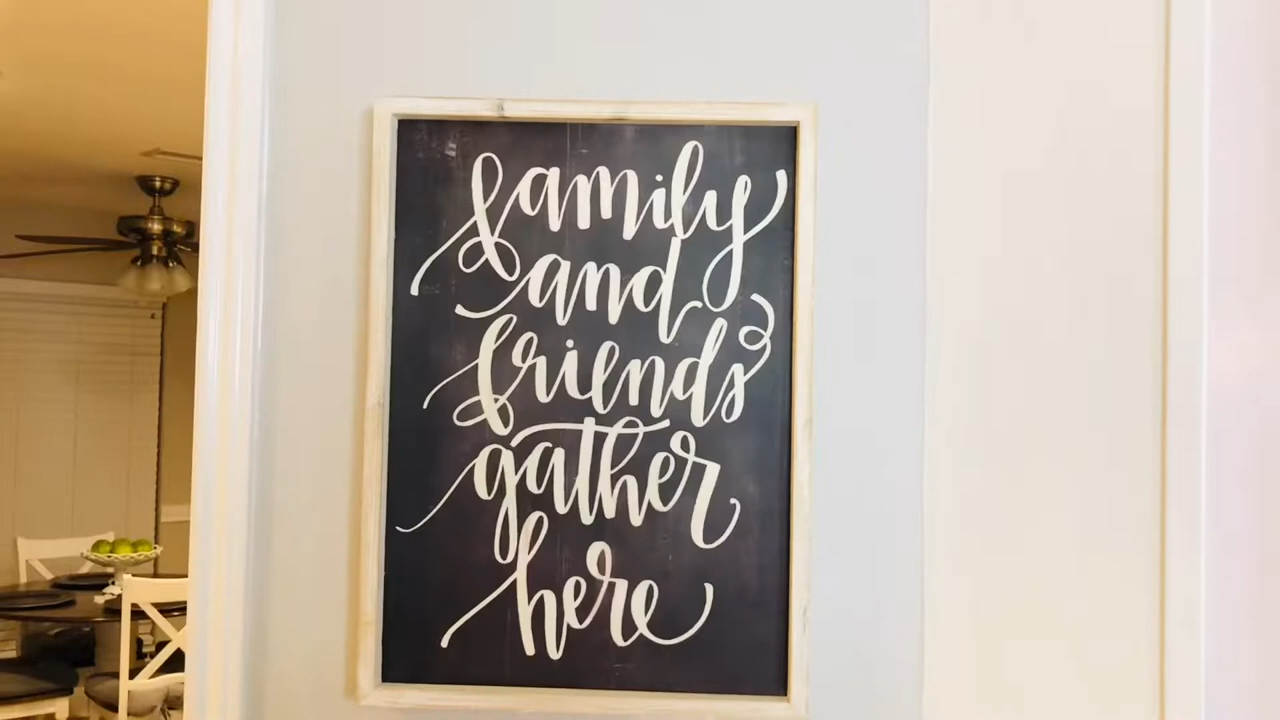 family
and
friends
gather
here